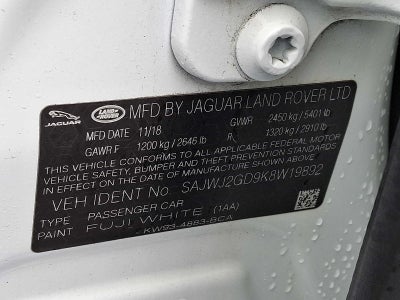 JAGUAR
LAND ROVER
MFD BY JAGUAR LAND ROVER LTD
MFD DATE 11/18 GVWR 2450 kg / 5401 lb
GAWR F 1200 kg / 2646 lb R 1320 kg / 2910 lb
THIS VEHICLE CONFORMS TO ALL APPLICABLE FEDERAL MOTOR
VEHICLE SAFETY, BUMPER, AND THEFT PREVENTION STANDARDS
IN EFFECT ON THE DATE OF MANUFACTURE SHOWN ABOVE
VEH IDENT No. SAJWJ2GD9K8W19892
TYPE PASSENGER CAR
PAINT FUJI WHITE (1AA)
KW93-4BB3-BCA